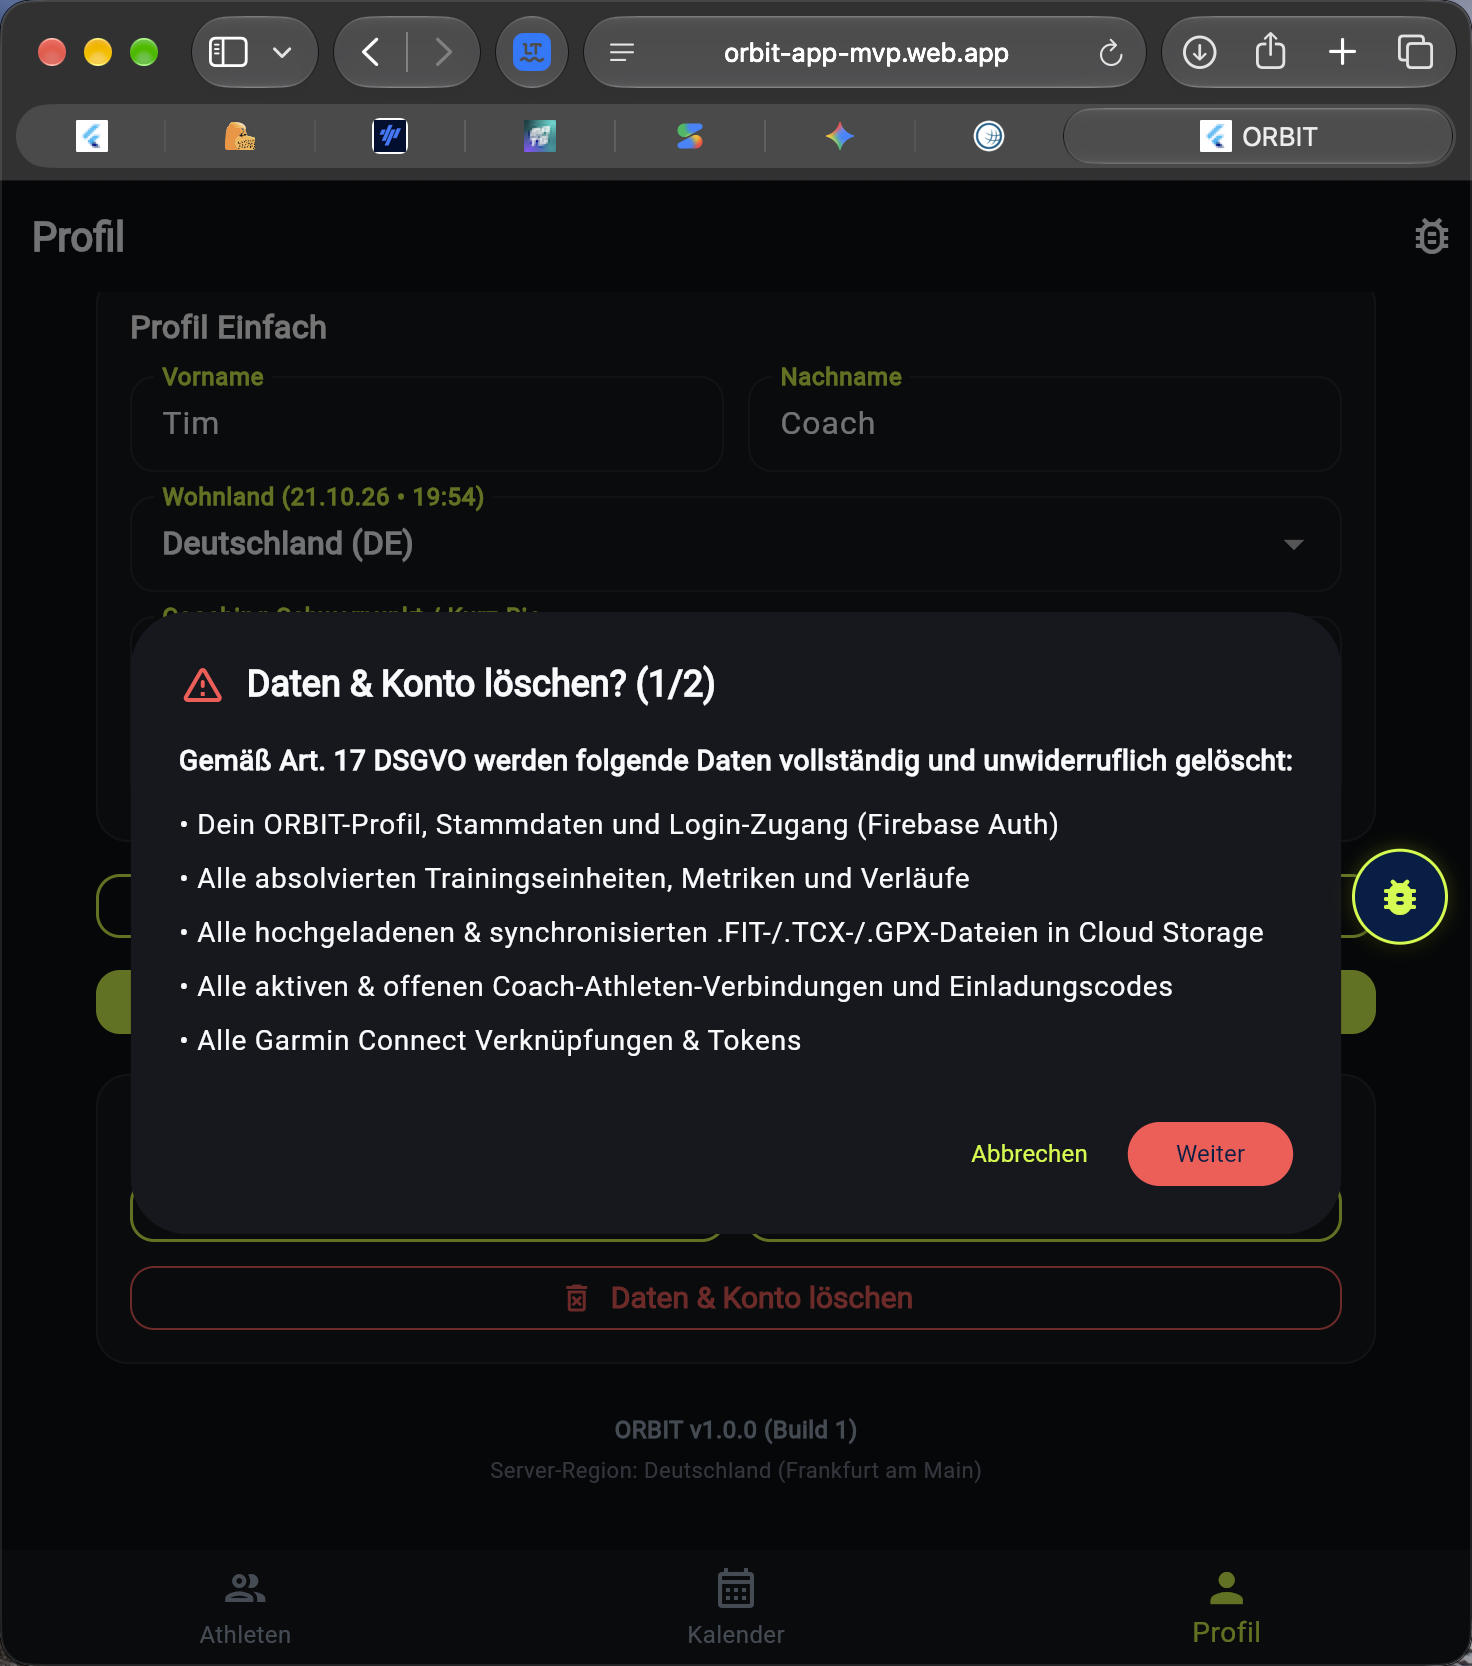 orbit-app-mvp.web.app
ORBIT
Profil
Profil Einfach
Vorname
Nachname
Tim
Coach
Wohnland (21.10.26 • 19:54)
Deutschland (DE)
Daten & Konto löschen? (1/2)
Gemäß Art. 17 DSGVO werden folgende Daten vollständig und unwiderruflich gelöscht:
• Dein ORBIT-Profil, Stammdaten und Login-Zugang (Firebase Auth)
• Alle absolvierten Trainingseinheiten, Metriken und Verläufe
• Alle hochgeladenen & synchronisierten .FIT-/.TCX-/.GPX-Dateien in Cloud Storage
• Alle aktiven & offenen Coach-Athleten-Verbindungen und Einladungscodes
• Alle Garmin Connect Verknüpfungen & Tokens
Abbrechen
Weiter
Daten & Konto löschen
ORBIT v1.0.0 (Build 1)
Server-Region: Deutschland (Frankfurt am Main)
Athleten
Kalender
Profil